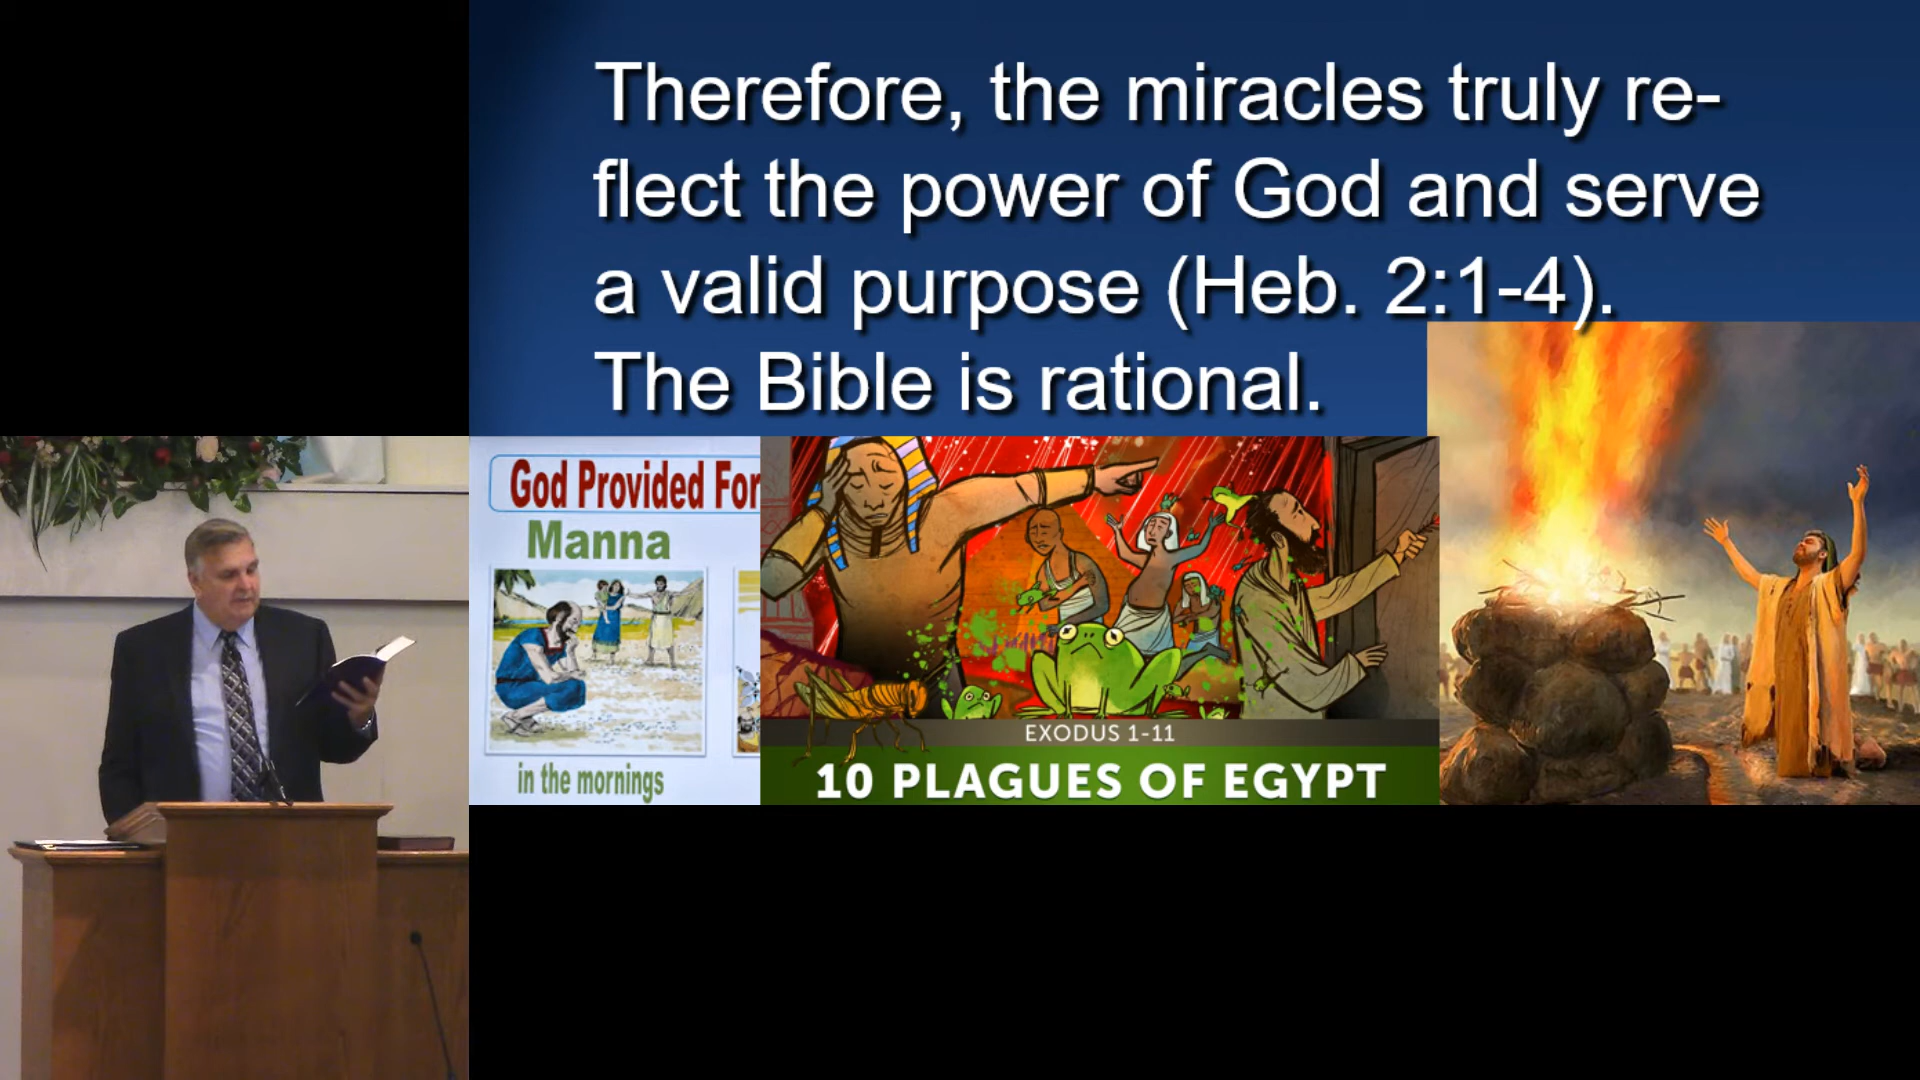 Therefore, the miracles truly re-
flect the power of God and serve
a valid purpose (Heb. 2:1-4).
The Bible is rational.
God Provided For
Manna
in the mornings
EXODUS 1-11
10 PLAGUES OF EGYPT